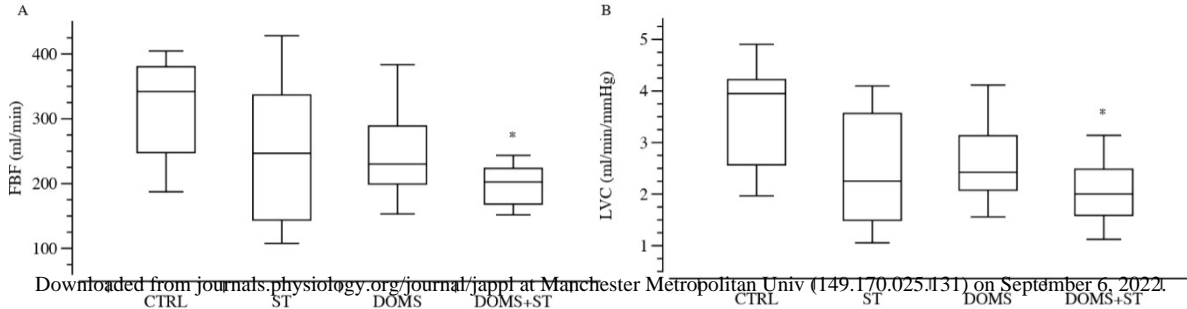 A
B
FBF (ml/min)
400
300
200
100
*
LVC (ml/min/mmHg)
5
4
3
2
1
*
Downloaded from journals.physiology.org/journal/jappl at Manchester Metropolitan Univ (149.170.025.131) on September 6, 2022.
CTRL ST DOMS DOMS+ST CTRL ST DOMS DOMS+ST